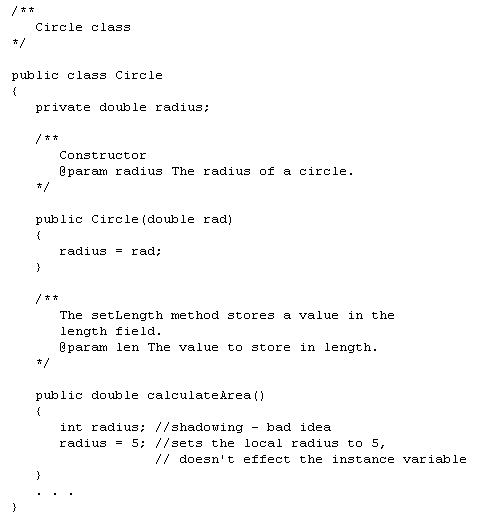 /**
Circle class
*/
public class Circle
{
private double radius;
/**
Constructor
@param radius The radius of a circle.
*/
public Circle(double rad)
{
radius = rad;
}
/**
The setLength method stores a value in the
length field.
@param len The value to store in length.
*/
public double calculateArea()
{
int radius; //shadowing – bad idea
radius = 5; //sets the local radius to 5,
// doesn't effect the instance variable
}
. . .
}